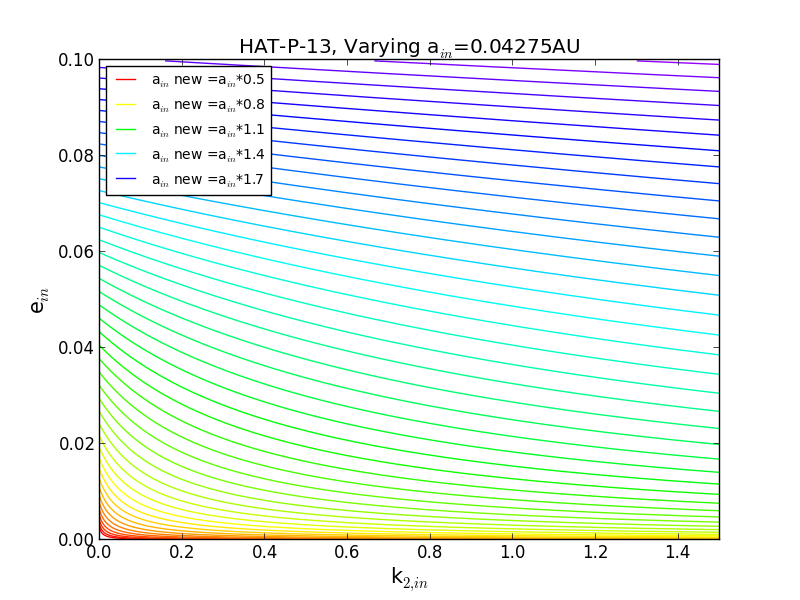 HAT-P-13, Varying a_in=0.04275AU
0.10
a_in new =a_in*0.5
a_in new =a_in*0.8
a_in new =a_in*1.1
a_in new =a_in*1.4
a_in new =a_in*1.7
0.08
0.06
e_in
0.04
0.02
0.00
0.0 0.2 0.4 0.6 0.8 1.0 1.2 1.4
k_2,in